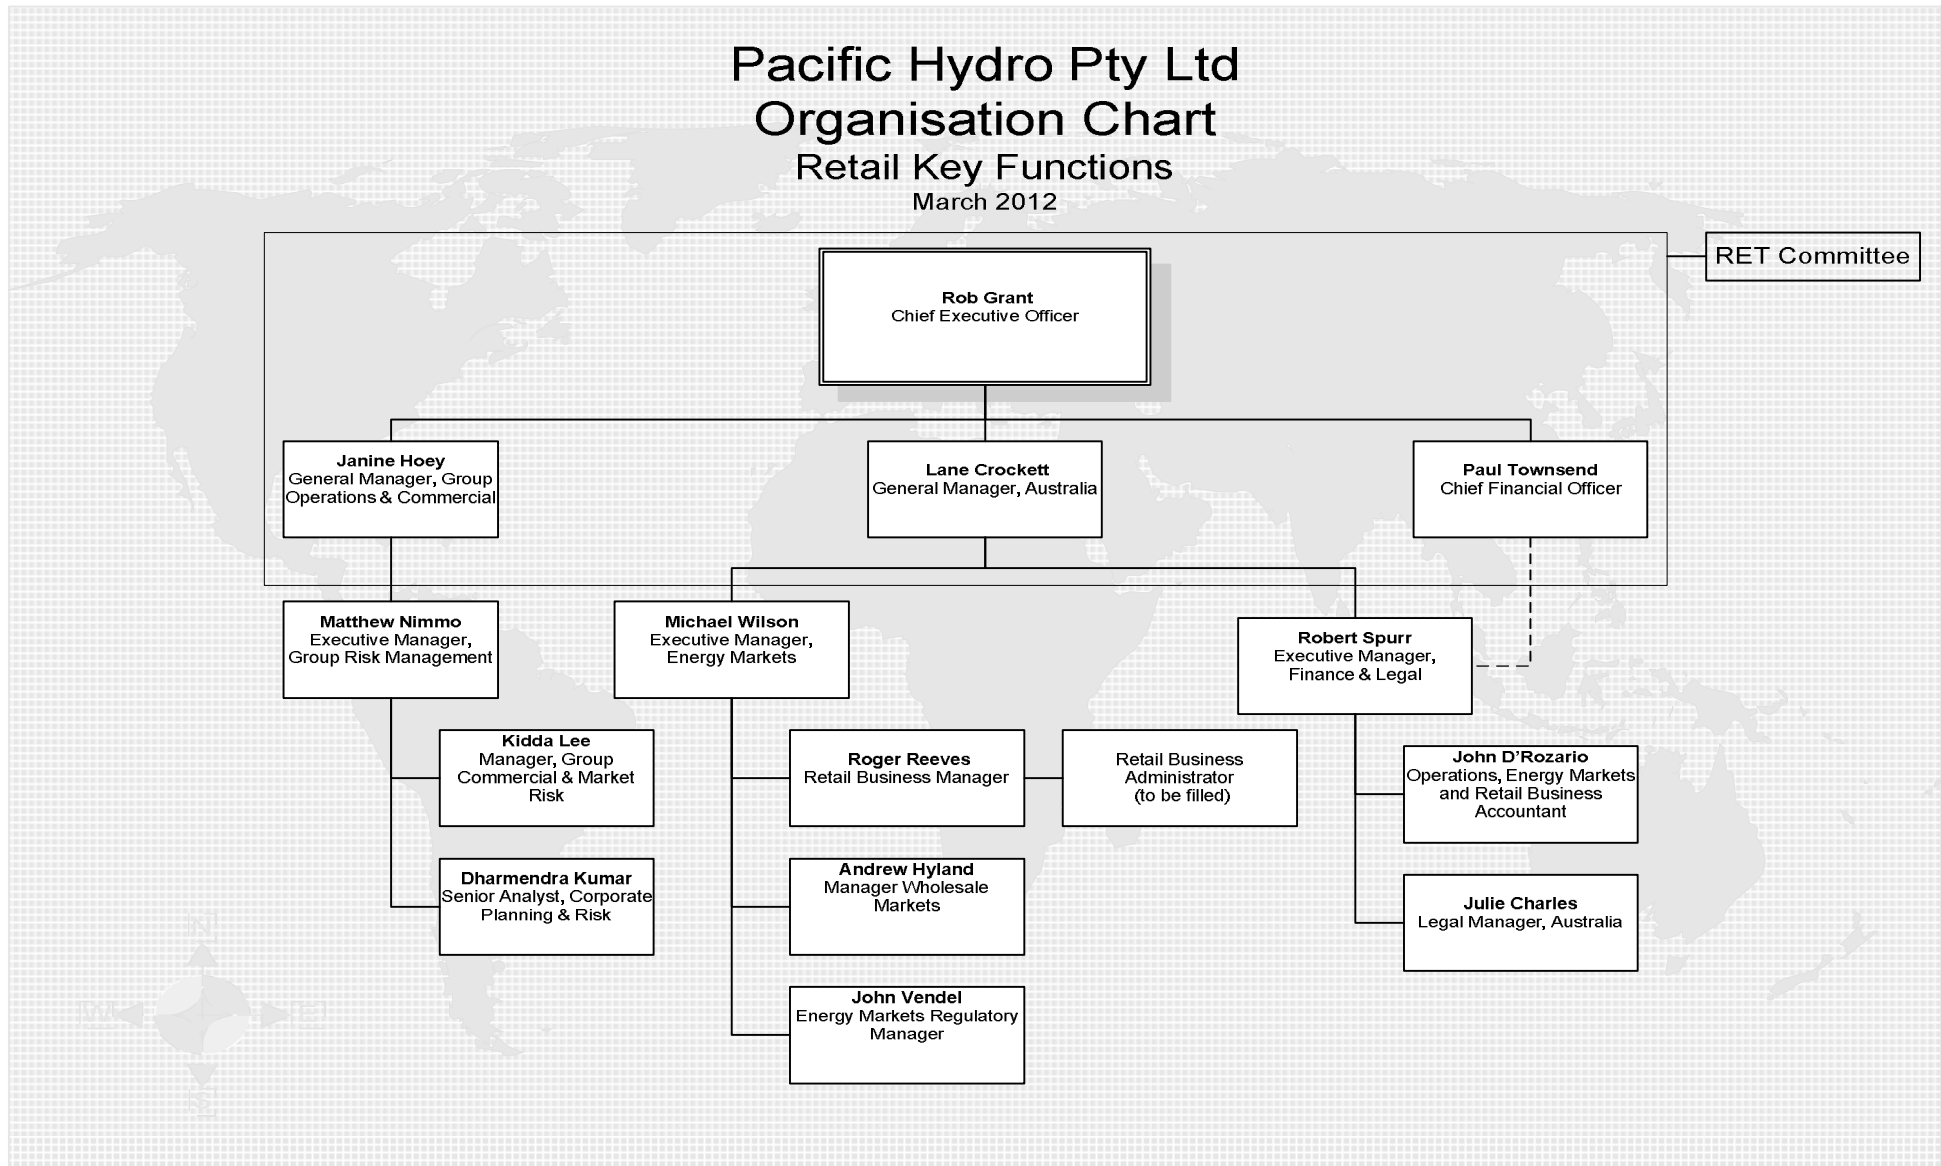 Pacific Hydro Pty Ltd
Organisation Chart
Retail Key Functions
March 2012
RET Committee
Rob Grant
Chief Executive Officer
Janine Hoey
General Manager, Group
Operations & Commercial
Lane Crockett
General Manager, Australia
Paul Townsend
Chief Financial Officer
Matthew Nimmo
Executive Manager,
Group Risk Management
Michael Wilson
Executive Manager,
Energy Markets
Robert Spurr
Executive Manager,
Finance & Legal
Kidda Lee
Manager, Group
Commercial & Market
Risk
Roger Reeves
Retail Business Manager
Retail Business
Administrator
(to be filled)
John D’Rozario
Operations, Energy Markets
and Retail Business
Accountant
Dharmendra Kumar
Senior Analyst, Corporate
Planning & Risk
Andrew Hyland
Manager Wholesale
Markets
Julie Charles
Legal Manager, Australia
John Vendel
Energy Markets Regulatory
Manager
N
W
E
S